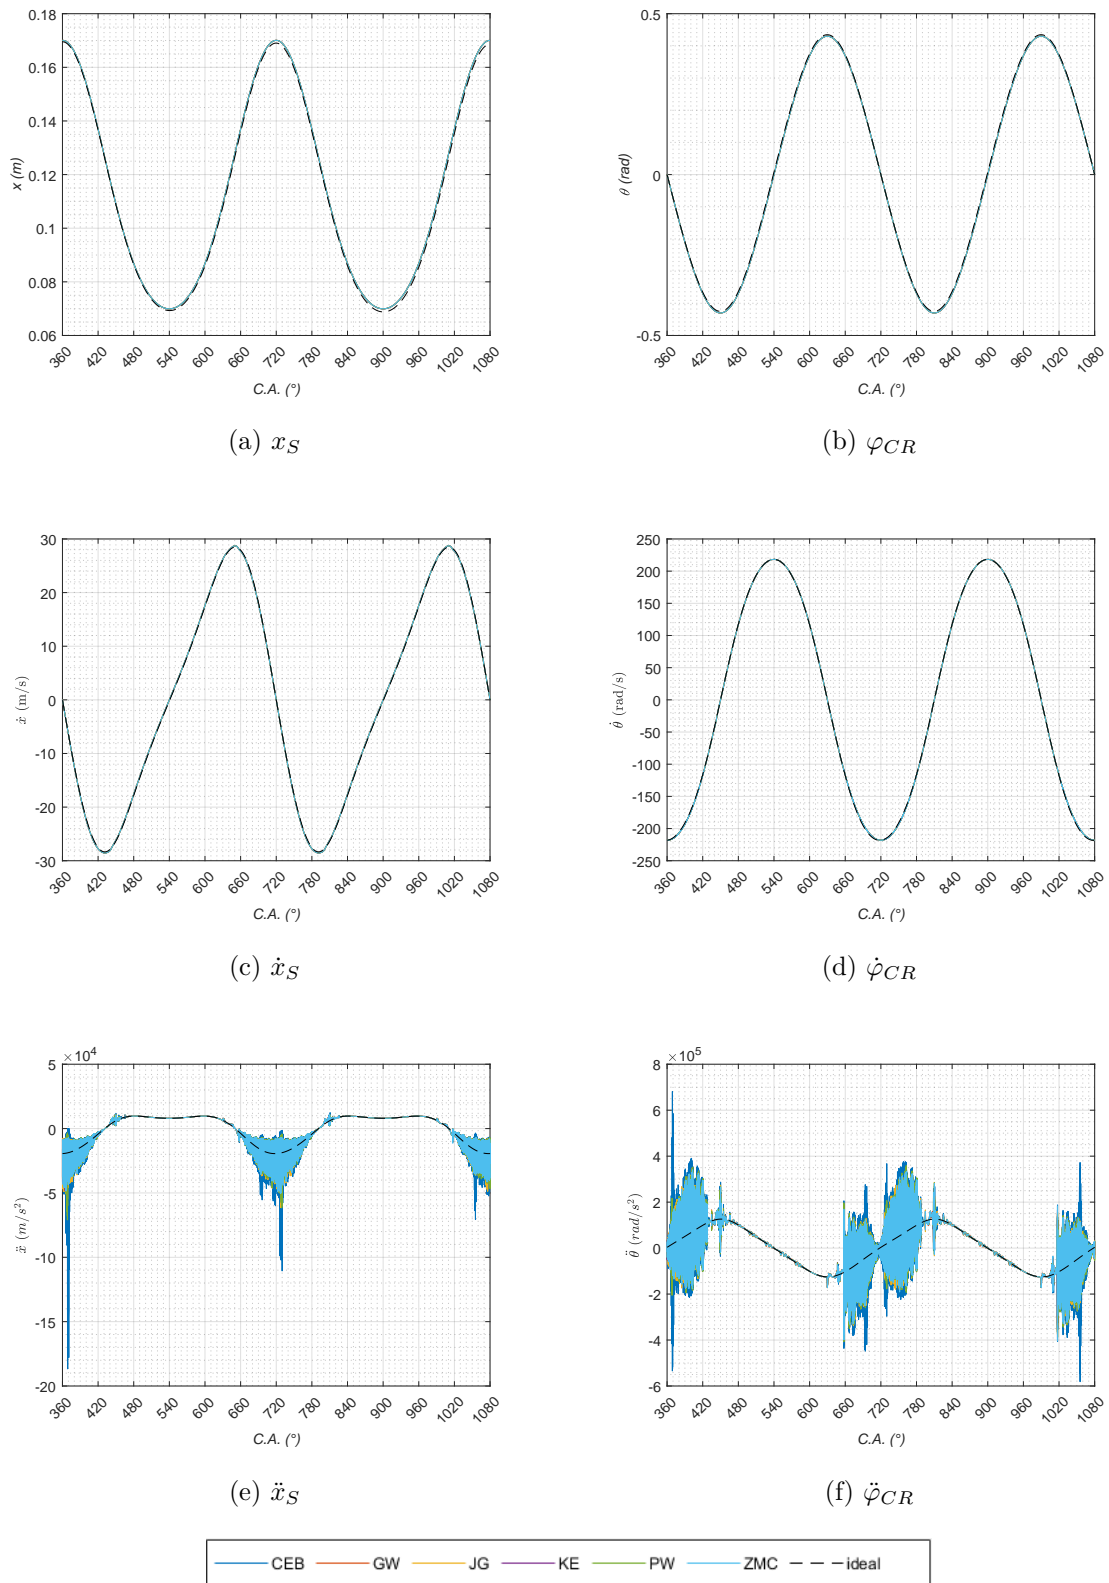 0.18
0.16
0.14
0.12
0.1
0.08
0.06
x (m)
360 420 480 540 600 660 720 780 840 900 960 1020 1080
C.A. (°)
(a) x_S
0.5
0
-0.5
θ (rad)
360 420 480 540 600 660 720 780 840 900 960 1020 1080
C.A. (°)
(b) φ_CR
30
20
10
0
-10
-20
-30
ẋ (m/s)
360 420 480 540 600 660 720 780 840 900 960 1020 1080
C.A. (°)
(c) ẋ_S
250
200
150
100
50
0
-50
-100
-150
-200
-250
θ̇ (rad/s)
360 420 480 540 600 660 720 780 840 900 960 1020 1080
C.A. (°)
(d) φ̇_CR
×10⁴
5
0
-5
-10
-15
-20
ẍ (m/s²)
360 420 480 540 600 660 720 780 840 900 960 1020 1080
C.A. (°)
(e) ẍ_S
×10⁵
8
6
4
2
0
-2
-4
-6
θ̈ (rad/s²)
360 420 480 540 600 660 720 780 840 900 960 1020 1080
C.A. (°)
(f) φ̈_CR
CEB GW JG KE PW ZMC ideal